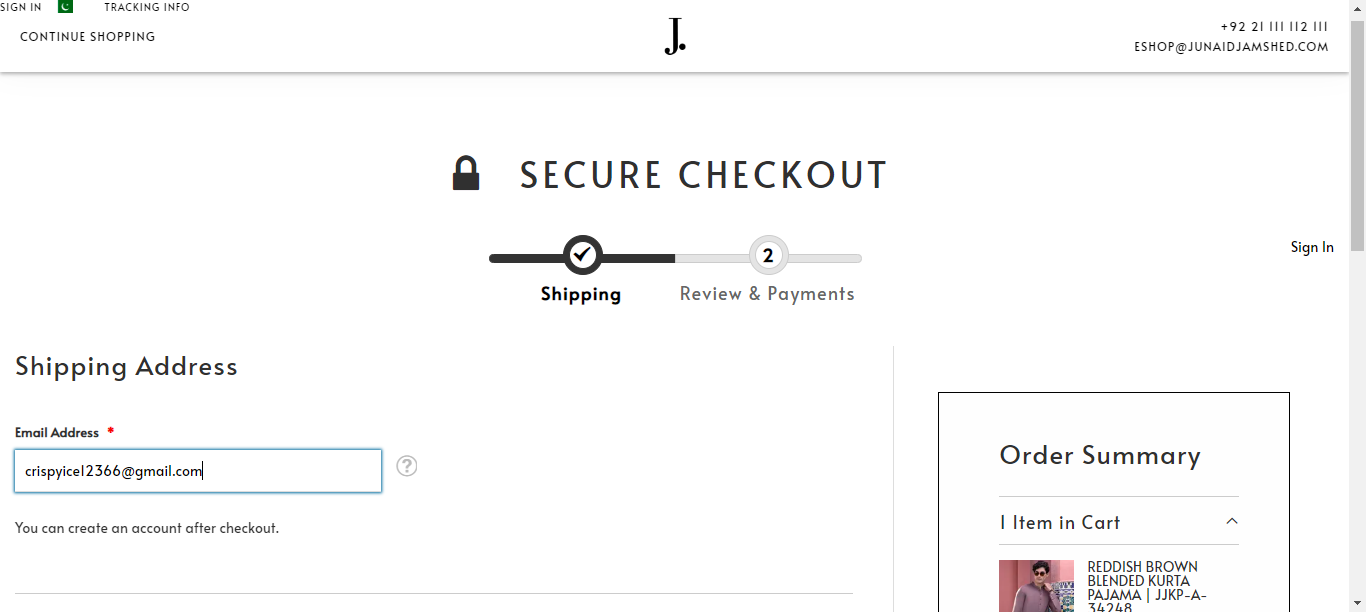 SIGN IN
TRACKING INFO
CONTINUE SHOPPING
J.
+92 21 111 112 111
ESHOP@JUNAIDJAMSHED.COM
SECURE CHECKOUT
2
Shipping
Review & Payments
Sign In
Shipping Address
Email Address *
crispyice12366@gmail.com
?
You can create an account after checkout.
Order Summary
1 Item in Cart
REDDISH BROWN
BLENDED KURTA
PAJAMA | JJKP-A-
34248